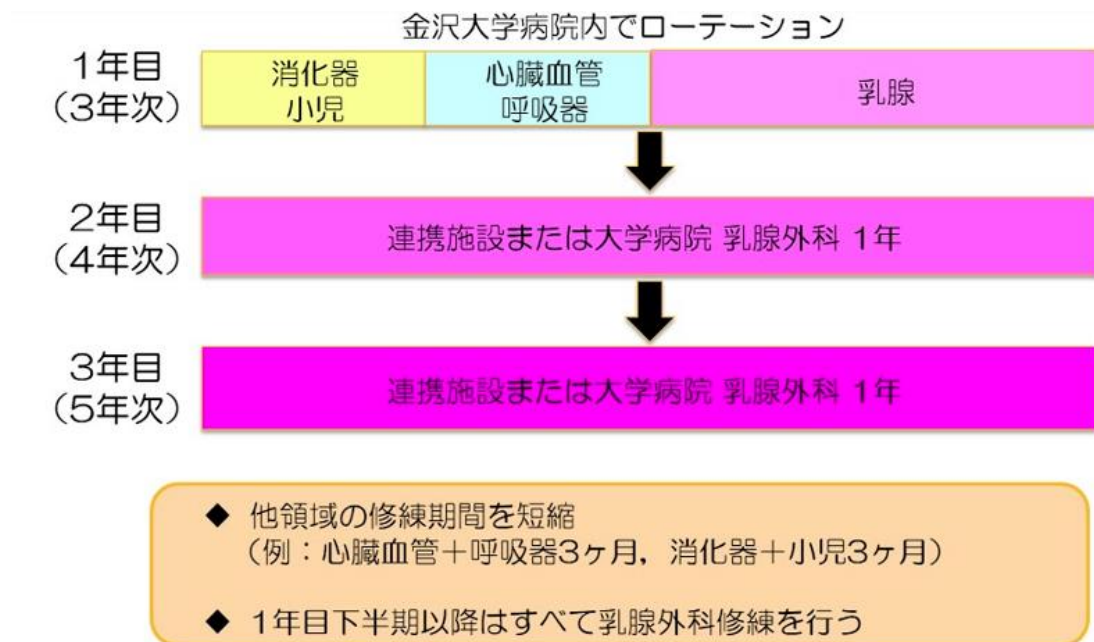 金沢大学病院内でローテーション
1年目
(3年次)
消化器
小児
心臓血管
呼吸器
乳腺
2年目
(4年次)
連携施設または大学病院 乳腺外科 1年
3年目
(5年次)
連携施設または大学病院 乳腺外科 1年
◆ 他領域の修練期間を短縮
(例:心臓血管+呼吸器3ヶ月，消化器+小児3ヶ月)
◆ 1年目下半期以降はすべて乳腺外科修練を行う